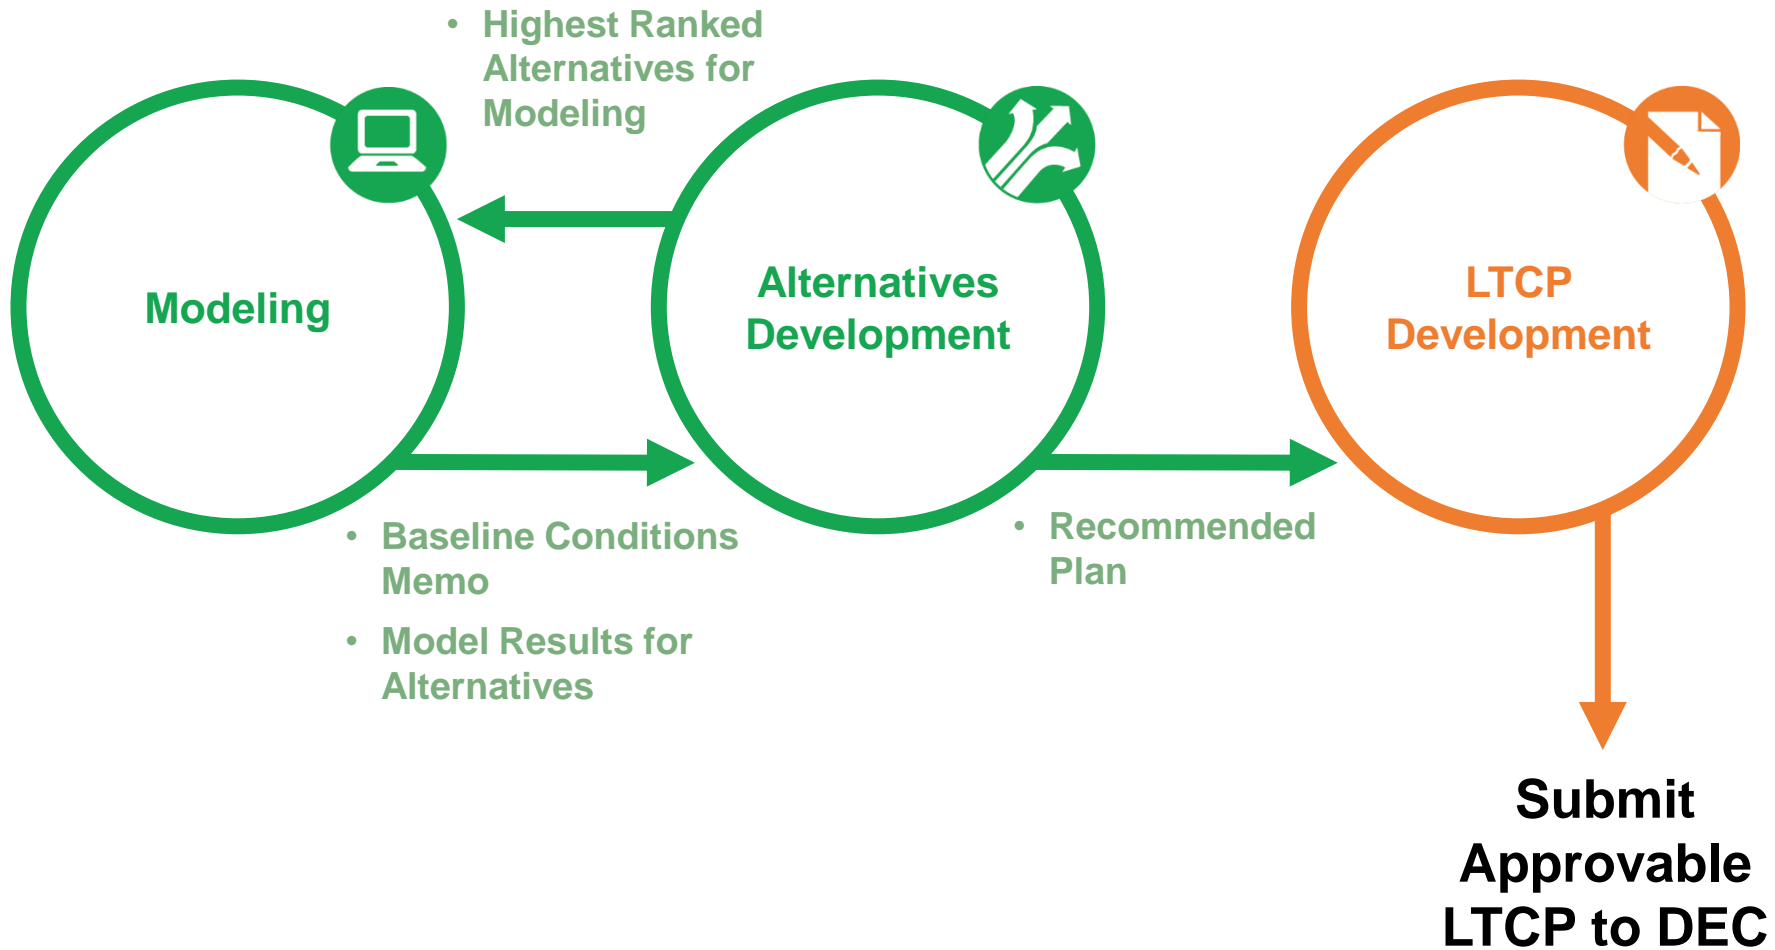 • Highest Ranked
Alternatives for
Modeling
Modeling
Alternatives
Development
LTCP
Development
• Baseline Conditions
Memo
• Model Results for
Alternatives
• Recommended
Plan
Submit
Approvable
LTCP to DEC